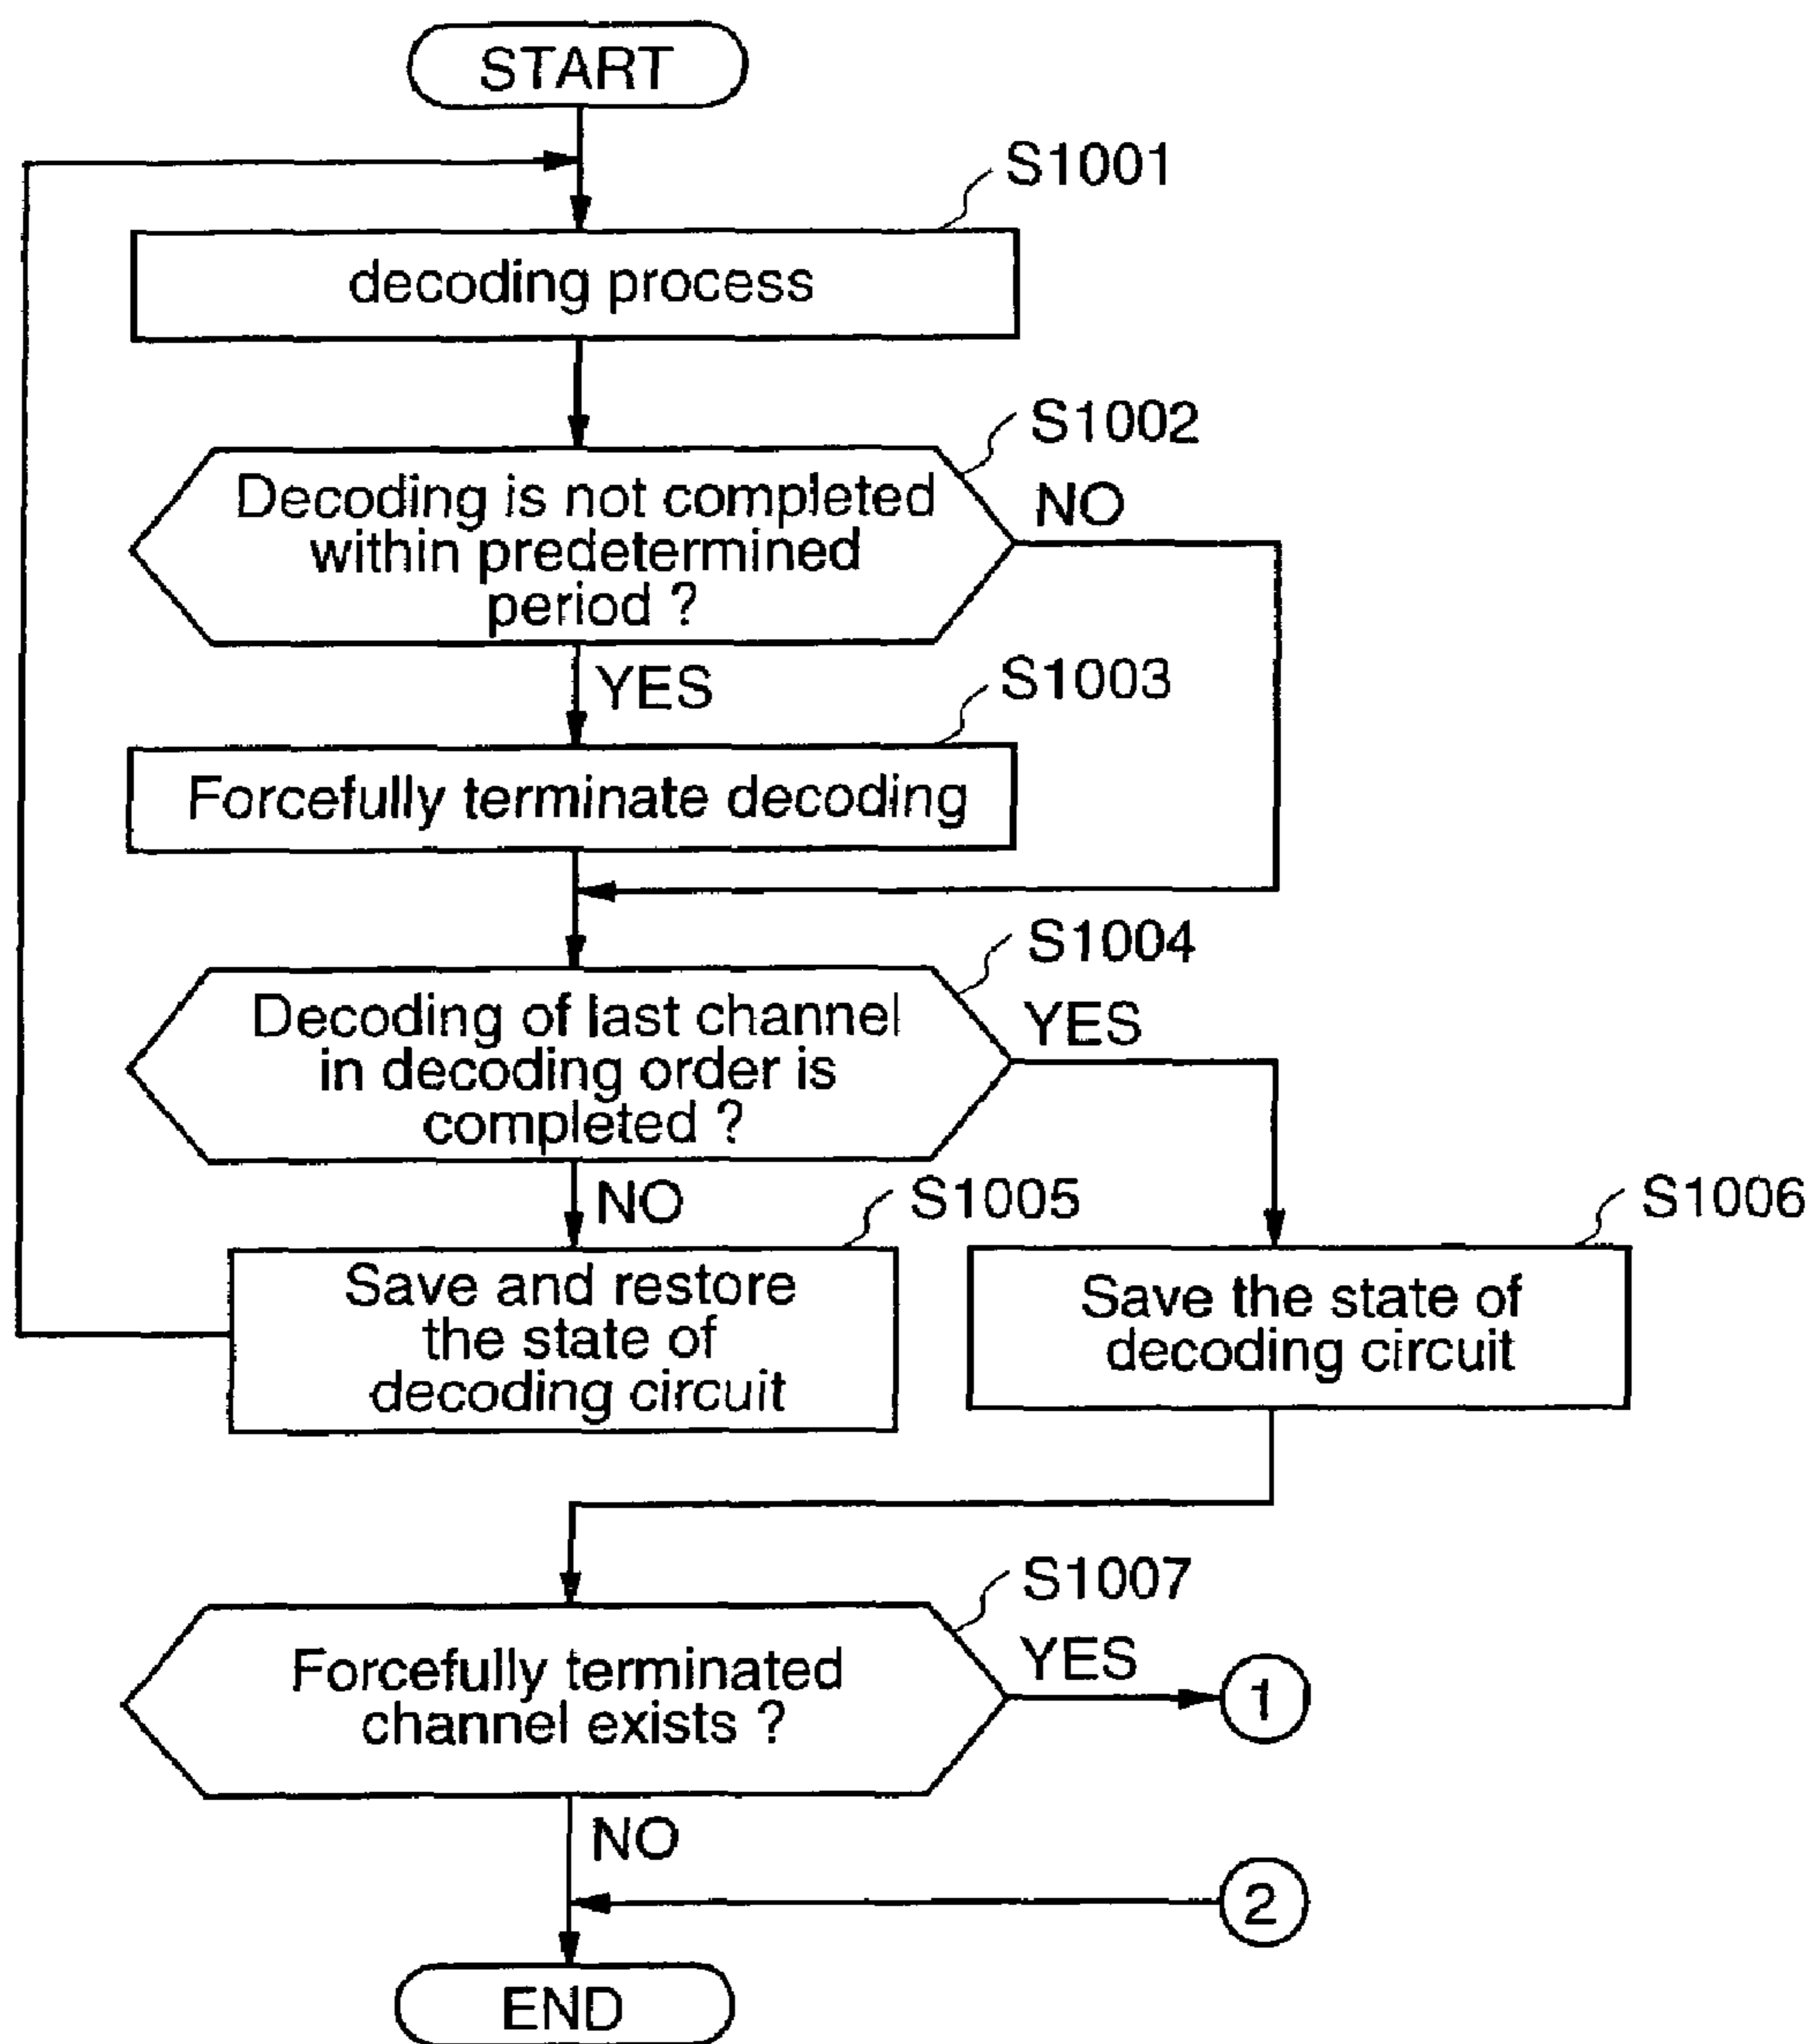 START
S1001
decoding process
S1002
Decoding is not completed
within predetermined
period ?
NO
YES
S1003
Forcefully terminate decoding
S1004
Decoding of last channel
in decoding order is
completed ?
YES
NO
S1005
Save and restore
the state of
decoding circuit
S1006
Save the state of
decoding circuit
S1007
Forcefully terminated
channel exists ?
YES
1
NO
2
END